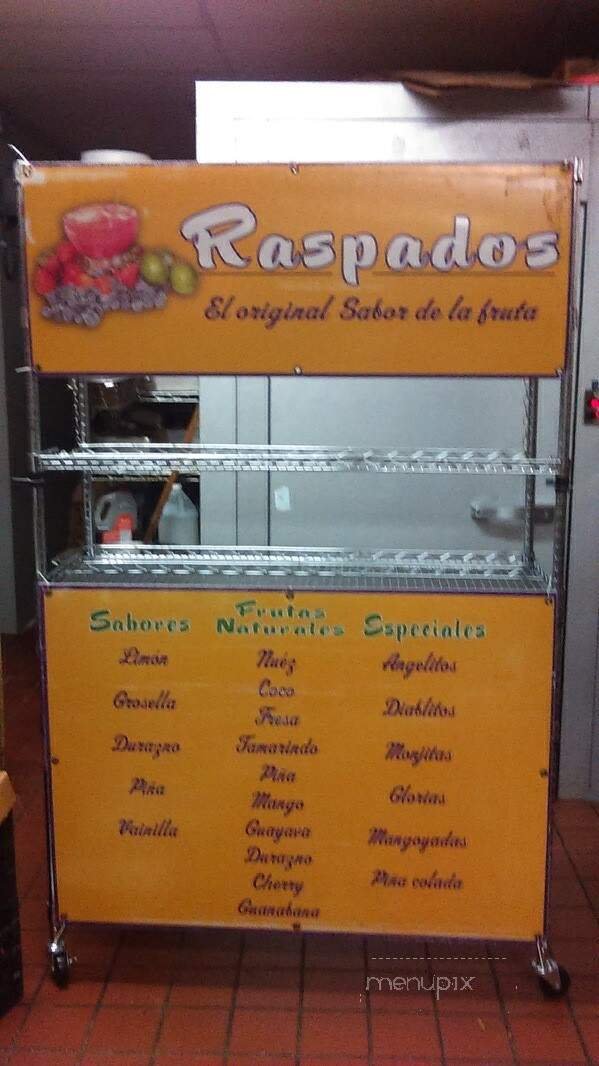 Raspados
El original Sabor de la fruta
Sabores
Limón
Grosella
Durazno
Piña
Vainilla
Frutas
Naturales
Nuéz
Coco
Fresa
Tamarindo
Piña
Mango
Guayava
Durazno
Cherry
Guanabana
Especiales
Angelitos
Diablitos
Monjitas
Glorias
Mangoyadas
Piña colada
menupix